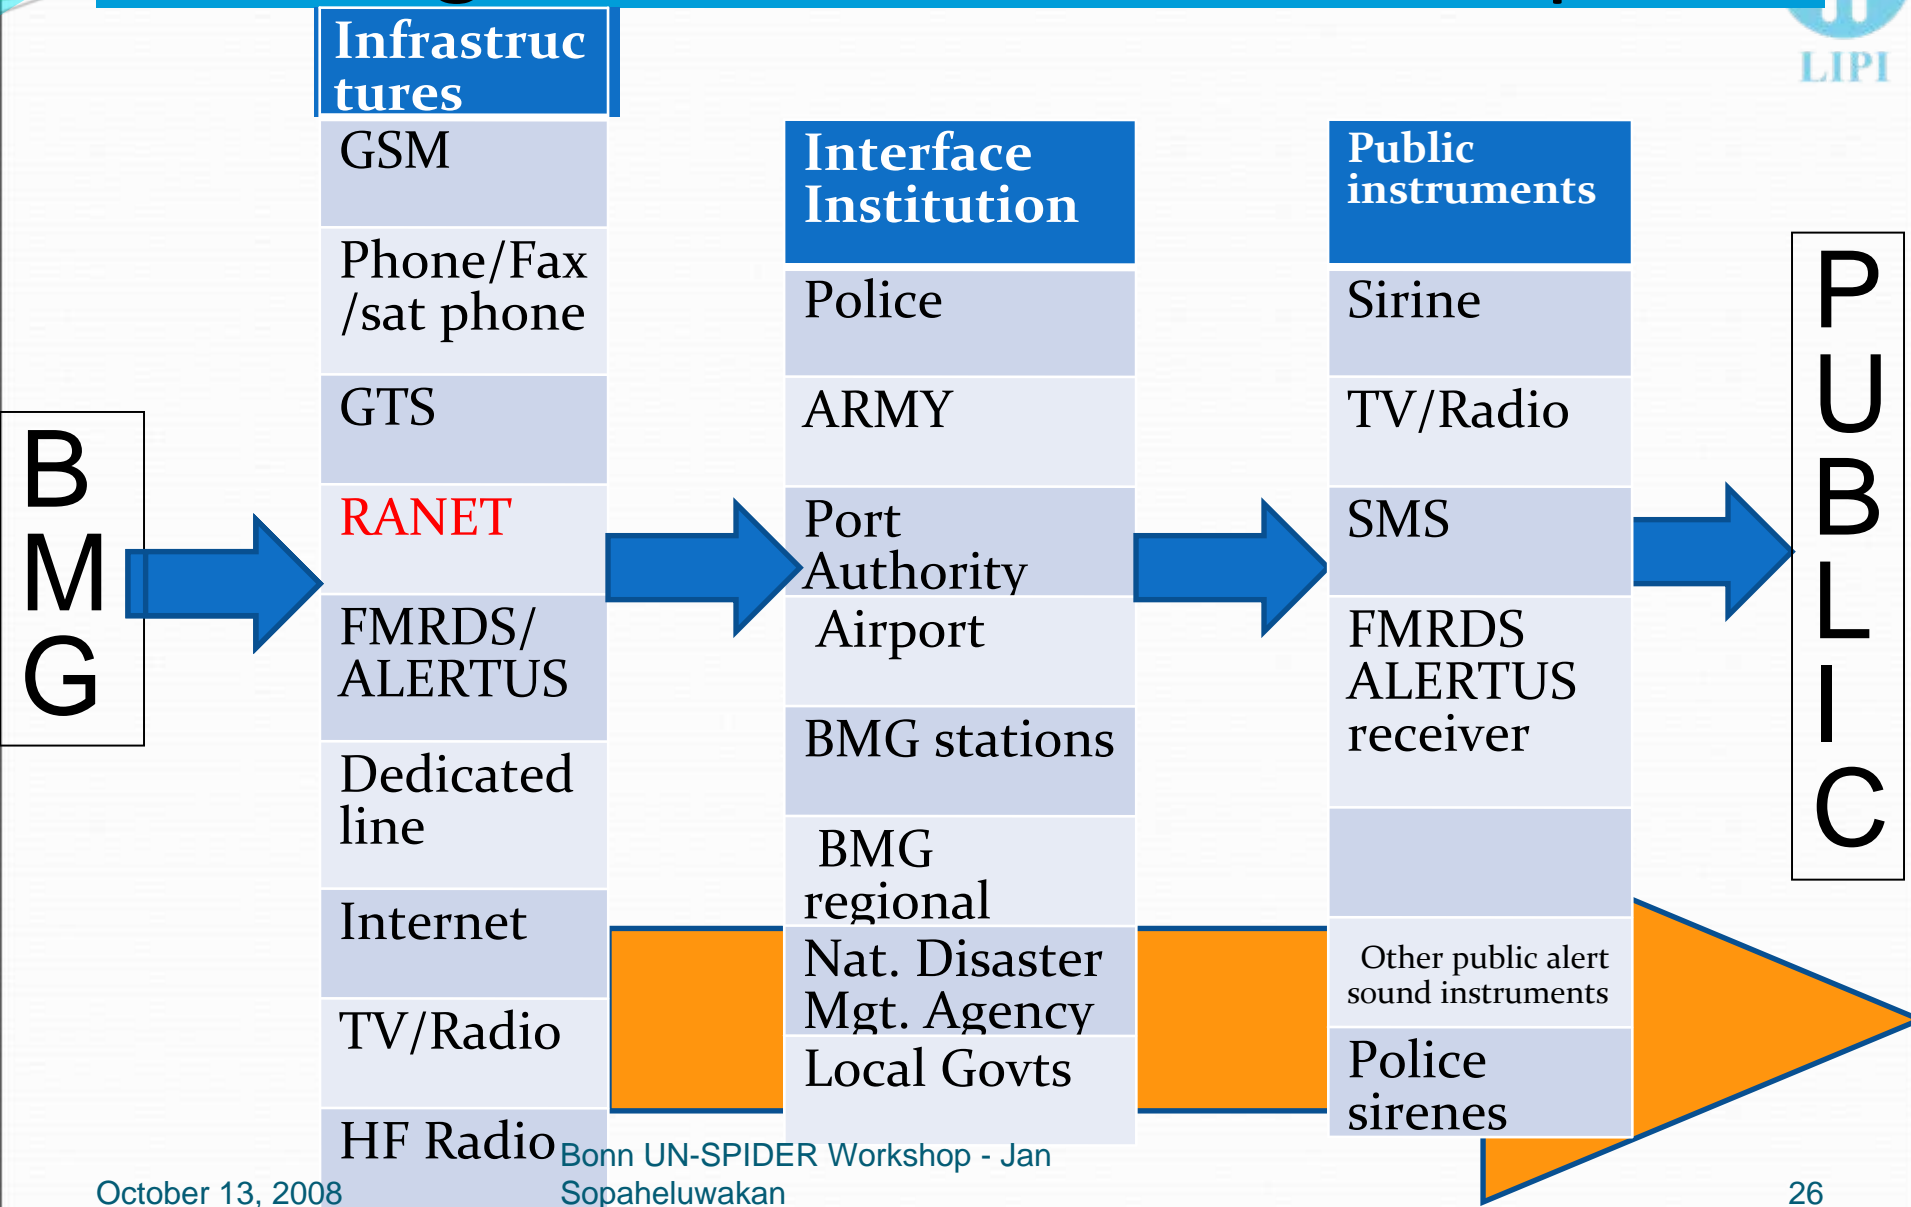 LIPI
Infrastruc
tures
GSM
Phone/Fax
/sat phone
GTS
RANET
FMRDS/
ALERTUS
Dedicated
line
Internet
TV/Radio
HF Radio
Interface
Institution
Police
ARMY
Port
Authority
Airport
BMG stations
BMG
regional
Nat. Disaster
Mgt. Agency
Local Govts
Public
instruments
Sirine
TV/Radio
SMS
FMRDS
ALERTUS
receiver
Other public alert
sound instruments
Police
sirenes
B
M
G
P
U
B
L
I
C
October 13, 2008
Bonn UN-SPIDER Workshop - Jan
Sopaheluwakan
26